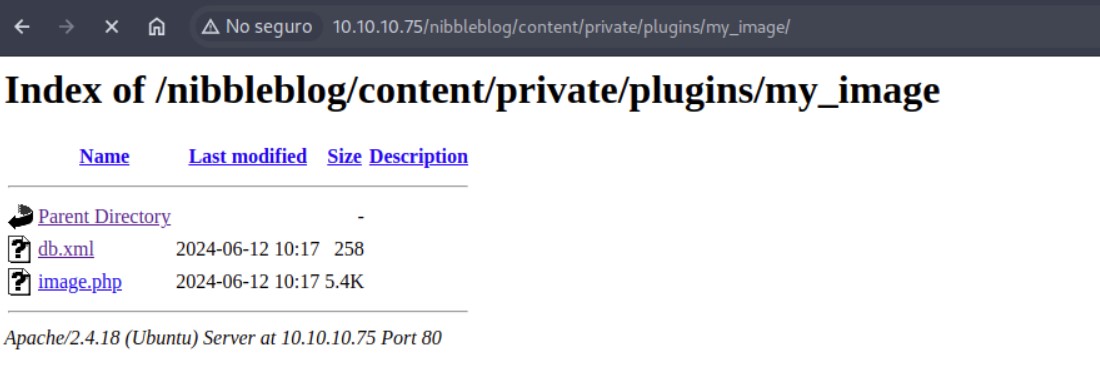 No seguro 10.10.10.75/nibbleblog/content/private/plugins/my_image/
Index of /nibbleblog/content/private/plugins/my_image
Name Last modified Size Description
Parent Directory -
db.xml 2024-06-12 10:17 258
image.php 2024-06-12 10:17 5.4K
Apache/2.4.18 (Ubuntu) Server at 10.10.10.75 Port 80